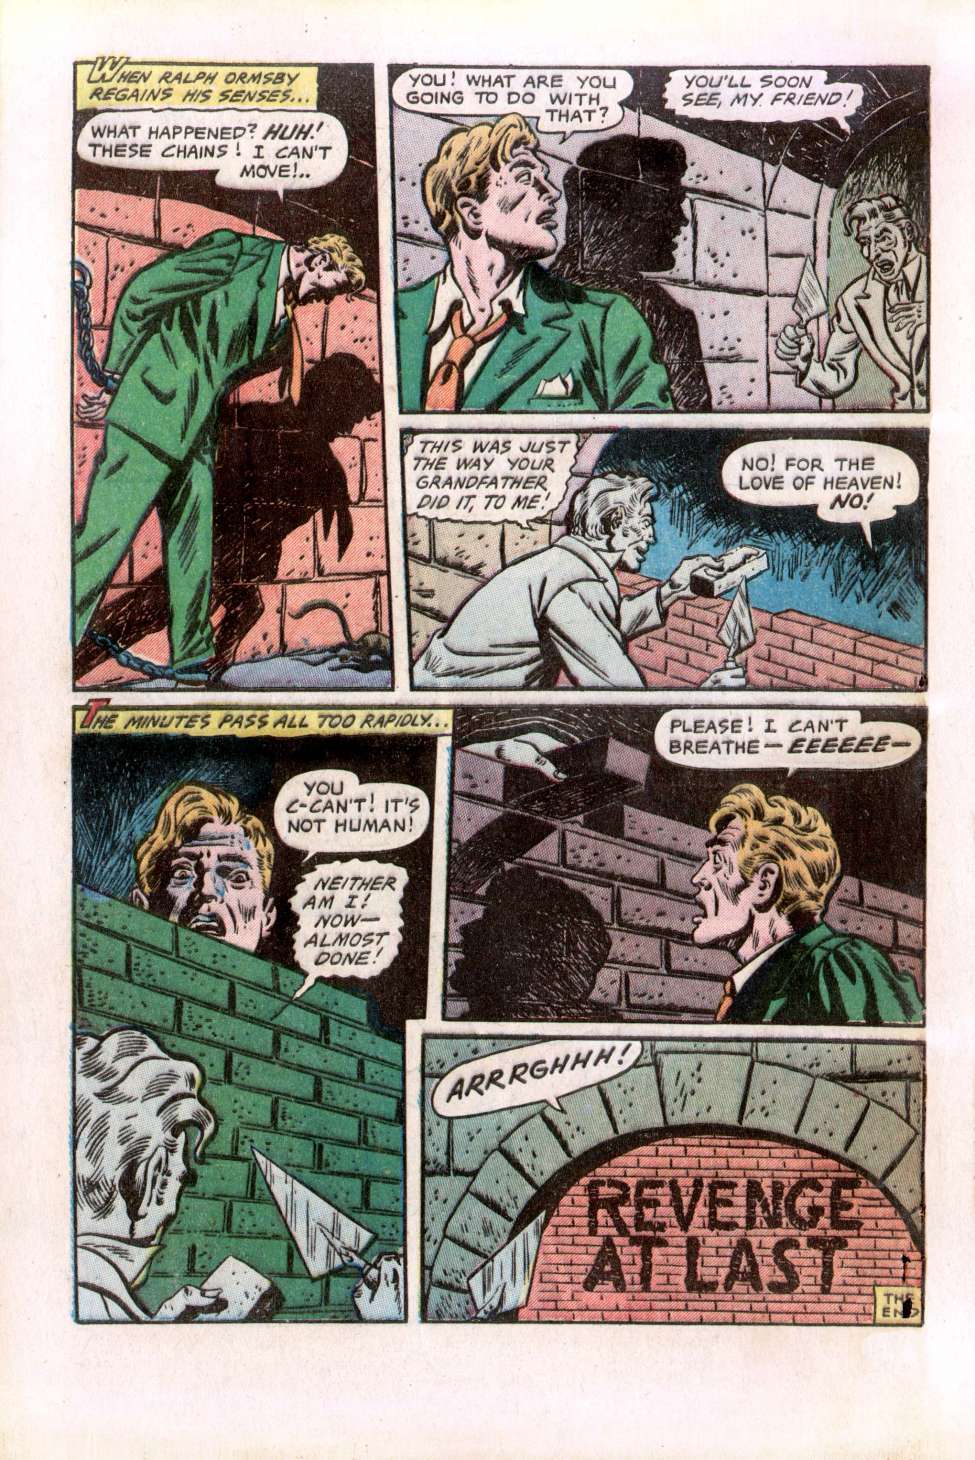 WHEN RALPH ORMSBY
REGAINS HIS SENSES...
WHAT HAPPENED? HUH!
THESE CHAINS! I CAN'T
MOVE!..
YOU! WHAT ARE YOU
GOING TO DO WITH
THAT?
YOU'LL SOON
SEE, MY FRIEND!
THIS WAS JUST
THE WAY YOUR
GRANDFATHER
DID IT, TO ME!
NO! FOR THE
LOVE OF HEAVEN!
NO!
THE MINUTES PASS ALL TOO RAPIDLY...
YOU
C-CAN'T! IT'S
NOT HUMAN!
NEITHER
AM I!
NOW—
ALMOST
DONE!
PLEASE! I CAN'T
BREATHE—EEEEEE—
ARRRGHHH!
REVENGE
AT LAST
THE
END